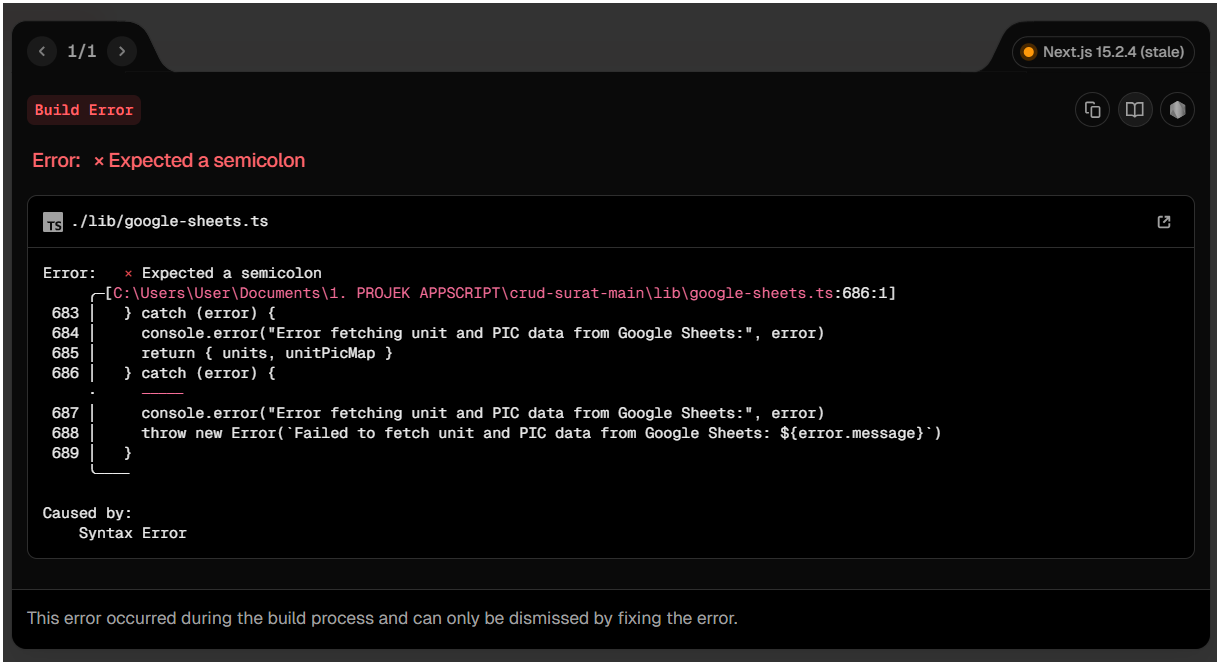 1/1
Next.js 15.2.4 (stale)
Build Error
Error: × Expected a semicolon
TS ./lib/google-sheets.ts
Error: × Expected a semicolon
╭─[C:\Users\User\Documents\1. PROJEK APPSCRIPT\crud-surat-main\lib\google-sheets.ts:686:1]
683 │ } catch (error) {
684 │ console.error("Error fetching unit and PIC data from Google Sheets:", error)
685 │ return { units, unitPicMap }
686 │ } catch (error) {
· ─────
687 │ console.error("Error fetching unit and PIC data from Google Sheets:", error)
688 │ throw new Error(`Failed to fetch unit and PIC data from Google Sheets: ${error.message}`)
689 │ }
╰────
Caused by:
Syntax Error
This error occurred during the build process and can only be dismissed by fixing the error.